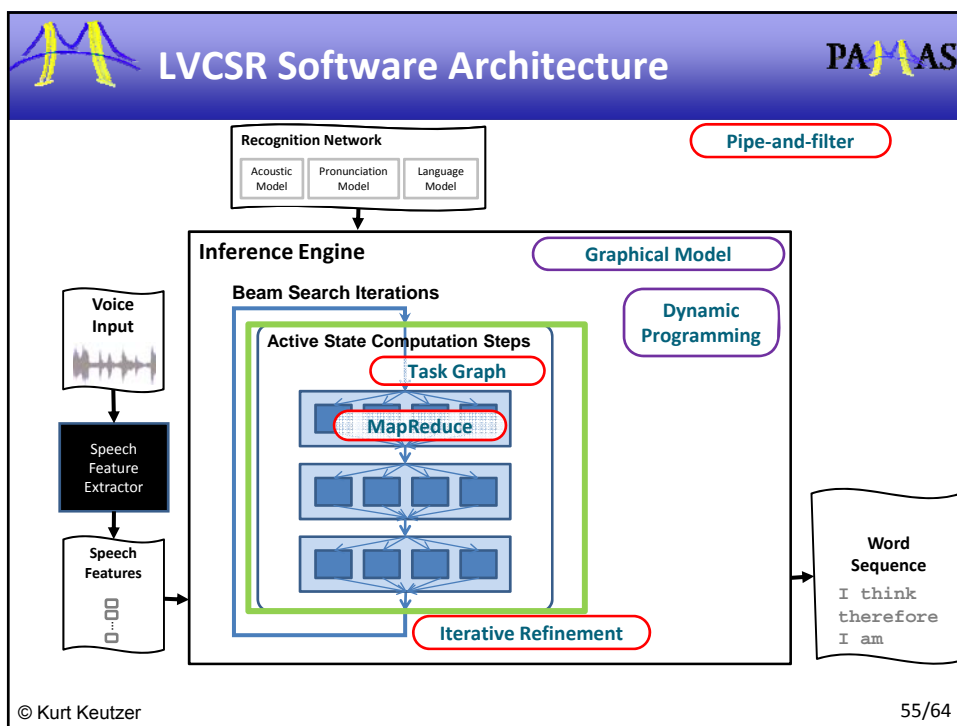 LVCSR Software Architecture
PALLAS
Pipe-and-filter
Recognition Network
Acoustic
Model
Pronunciation
Model
Language
Model
Inference Engine
Graphical Model
Beam Search Iterations
Dynamic
Programming
Voice
Input
Active State Computation Steps
Task Graph
MapReduce
Speech
Feature
Extractor
Speech
Features
Iterative Refinement
Word
Sequence
I think
therefore
I am
© Kurt Keutzer
55/64